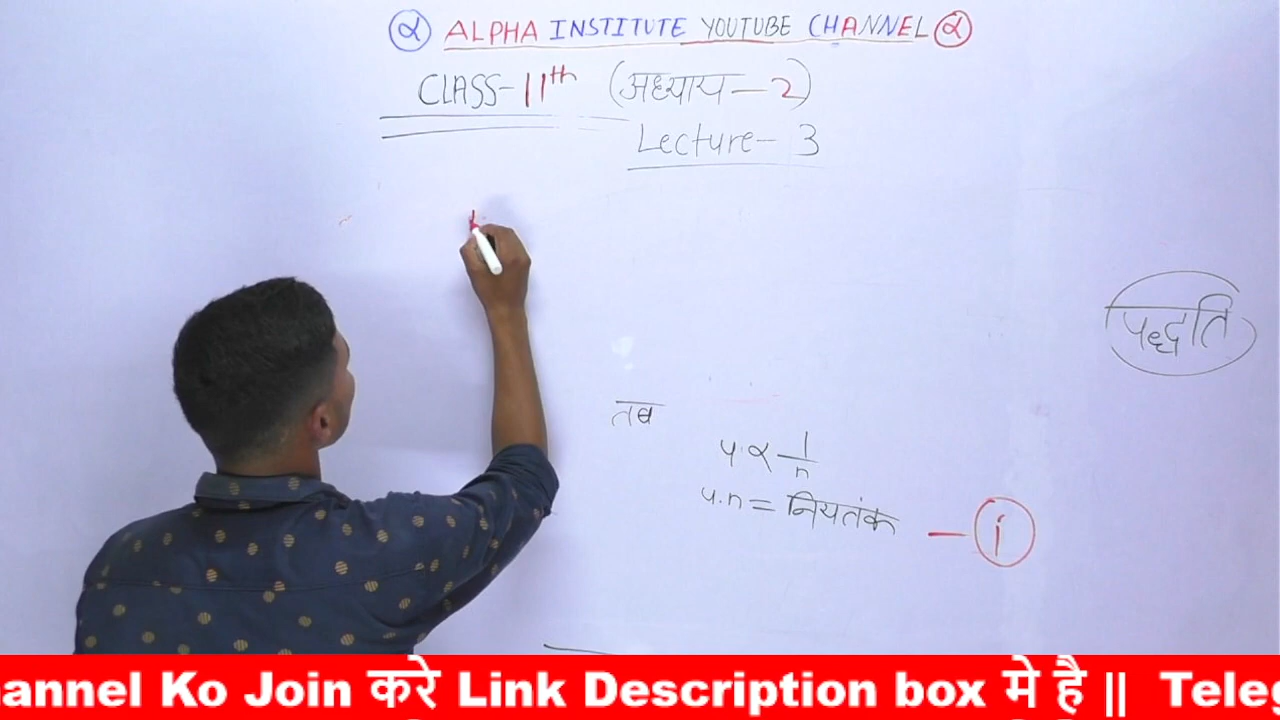 α ALPHA INSTITUTE YOUTUBE CHANNEL α
CLASS-11th (अध्याय-2)
Lecture-3
पद्धति
तब
u ∝ 1/n
u.n = नियतंक
— i
annel Ko Join करे Link Description box मे है || Teleg